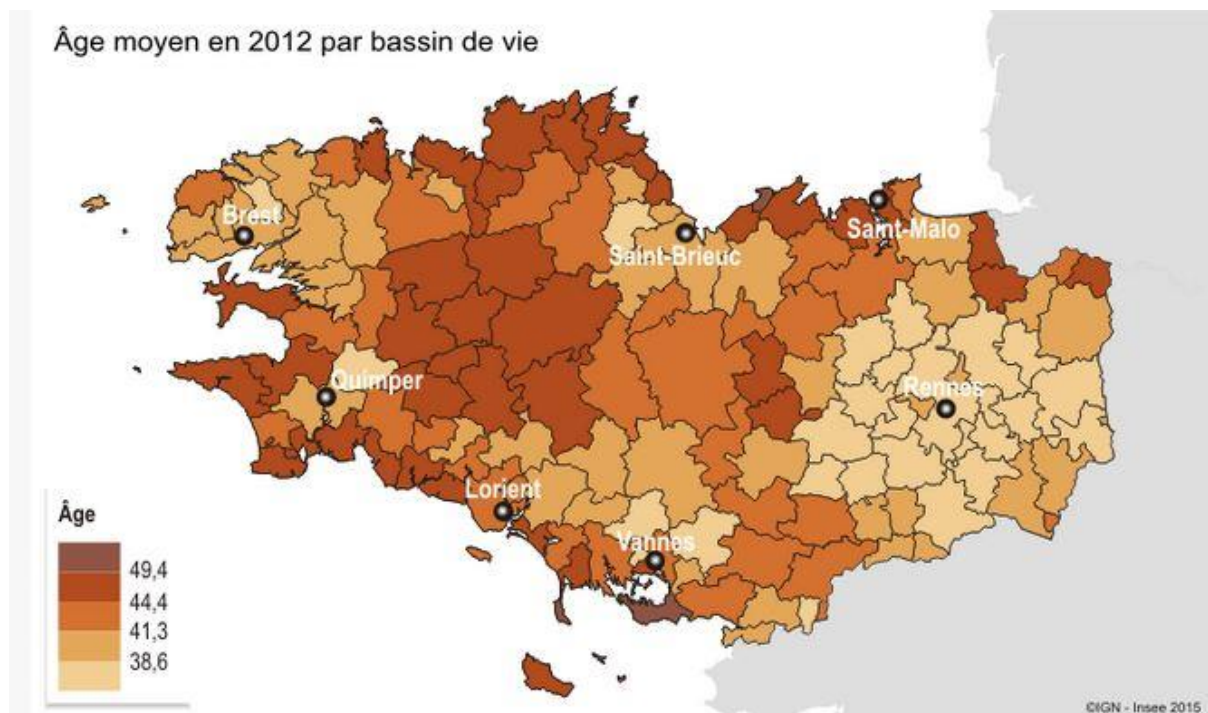 Âge moyen en 2012 par bassin de vie
Brest
Saint-Malo
Saint-Brieuc
Quimper
Rennes
Lorient
Vannes
Âge
49,4
44,4
41,3
38,6
©IGN - Insee 2015